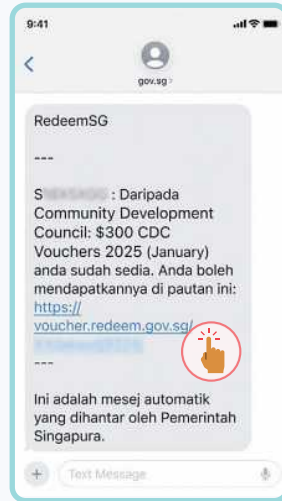 9:41
gov.sg
RedeemSG
---
S : Daripada
Community Development
Council: $300 CDC
Vouchers 2025 (January)
anda sudah sedia. Anda boleh
mendapatkannya di pautan ini:
https://
voucher.redeem.gov.sg/
---
Ini adalah mesej automatik
yang dihantar oleh Pemerintah
Singapura.
Text Message